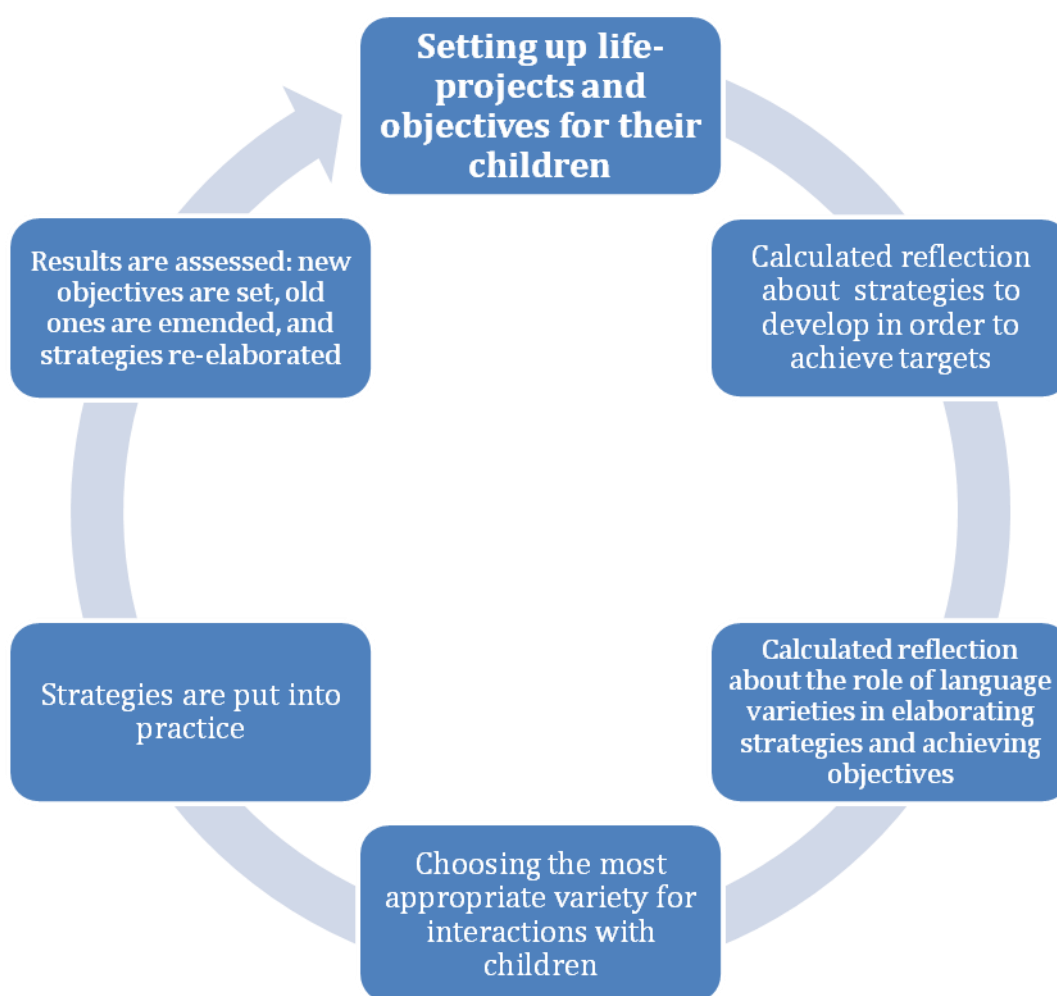 Setting up life-
projects and
objectives for their
children
Calculated reflection
about strategies to
develop in order to
achieve targets
Calculated reflection
about the role of language
varieties in elaborating
strategies and achieving
objectives
Choosing the most
appropriate variety for
interactions with
children
Strategies are put into
practice
Results are assessed: new
objectives are set, old
ones are emended, and
strategies re-elaborated